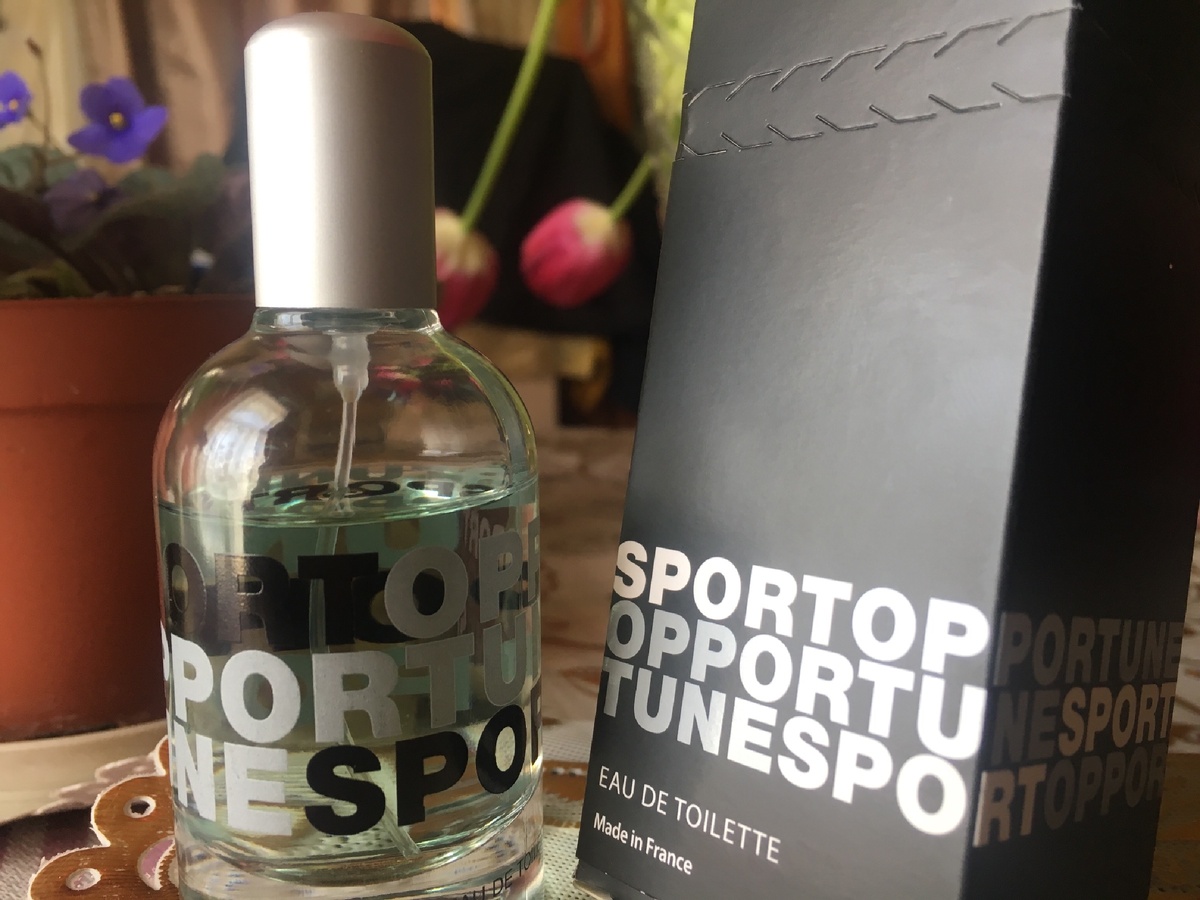 ORTOP
PPORTU
NESPO
SPORTOP
OPPORTU
TUNESPO
EAU DE TOILETTE
Made in France
PORTUNE
NESPORT
RTOPPOR